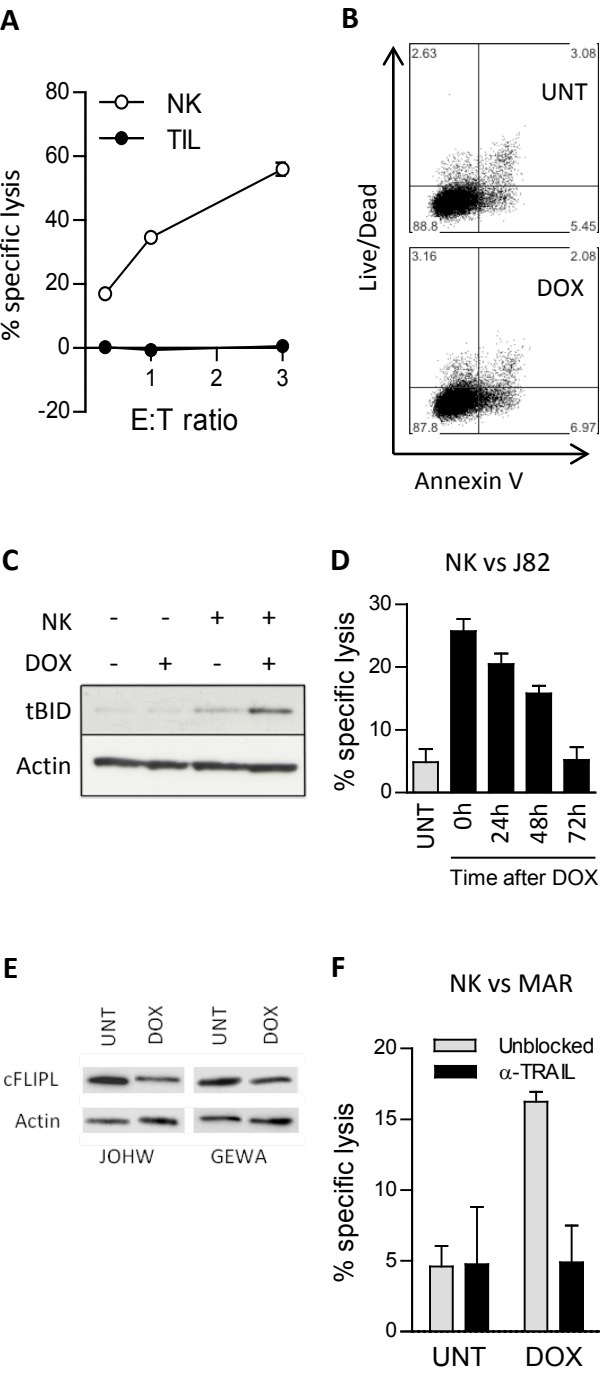 A
80
60
40
20
0
-20
% specific lysis
NK
TIL
1 2 3
E:T ratio
B
2.63 3.08
UNT
88.8 5.45
3.16 2.08
DOX
87.8 6.97
Live/Dead
Annexin V
C
NK - - + +
DOX - + - +
tBID
Actin
D
NK vs J82
30
20
10
0
% specific lysis
UNT 0h 24h 48h 72h
Time after DOX
E
UNT DOX UNT DOX
cFLIPL
Actin
JOHW GEWA
F
NK vs MAR
Unblocked
α-TRAIL
20
15
10
5
0
% specific lysis
UNT DOX